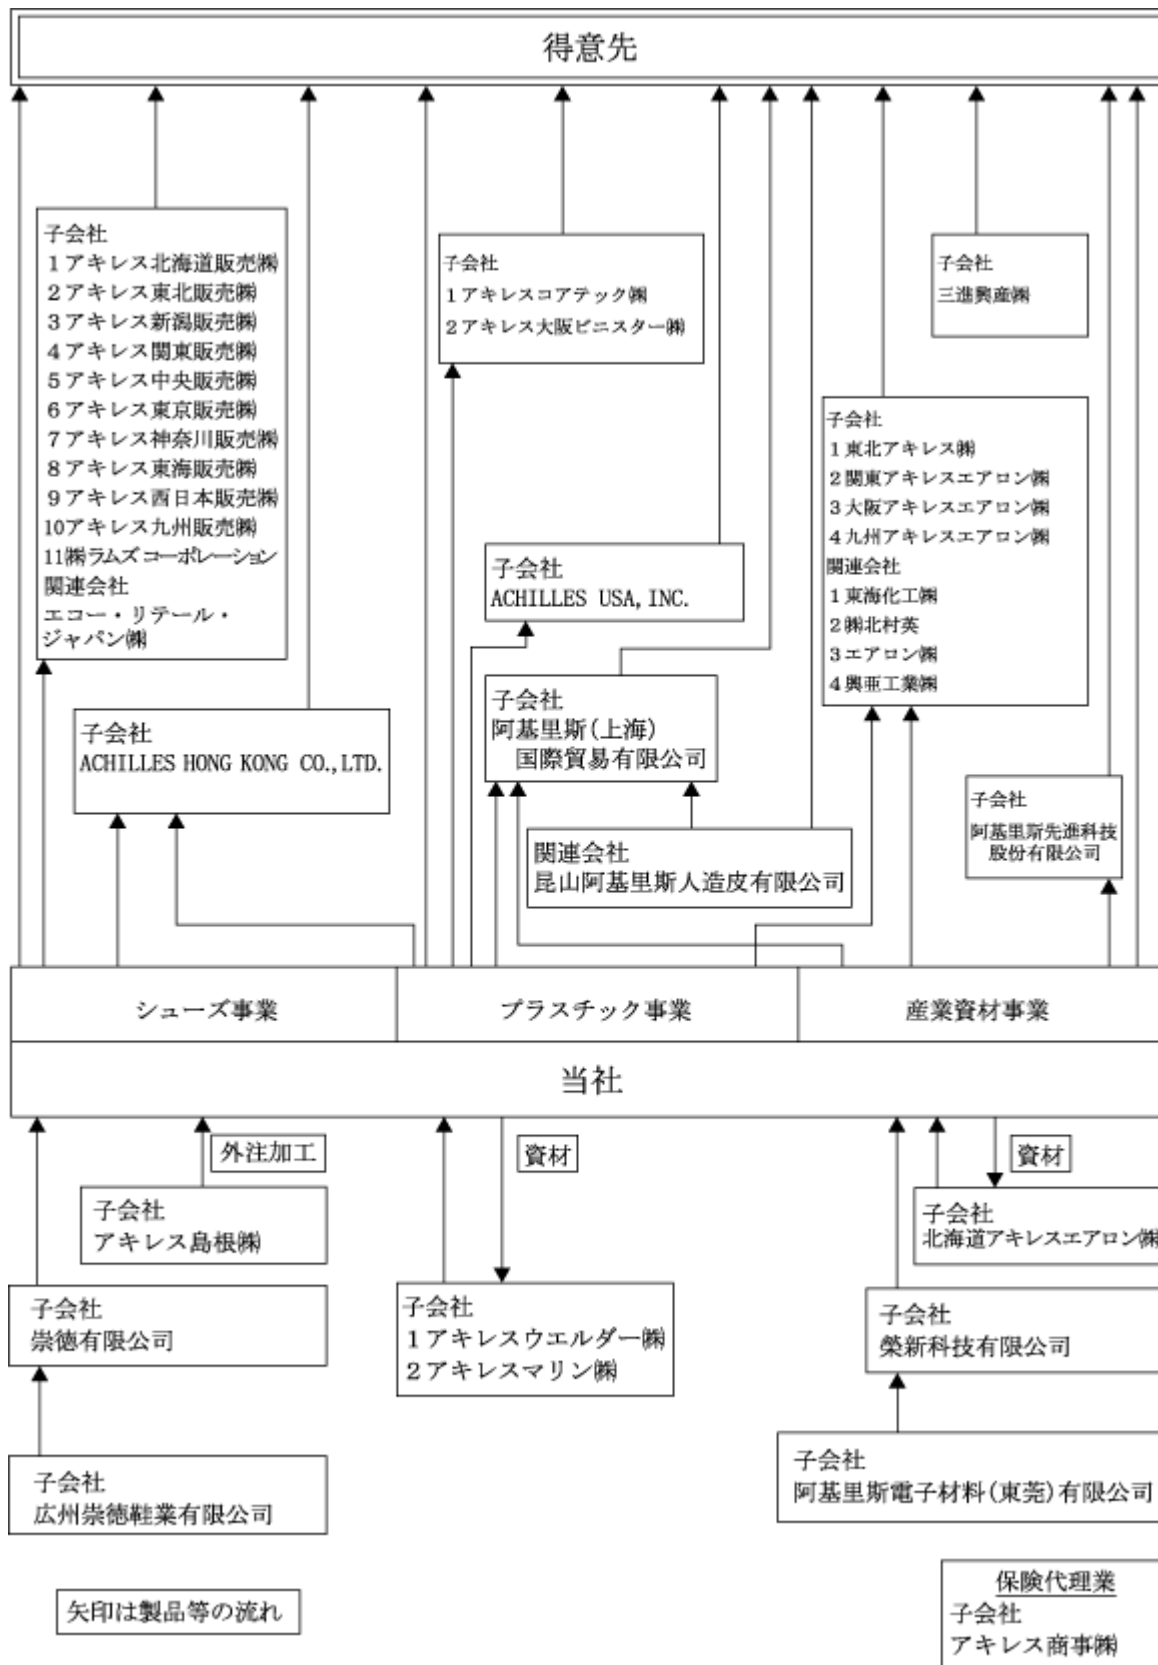 得意先
子会社
1アキレス北海道販売㈱
2アキレス東北販売㈱
3アキレス新潟販売㈱
4アキレス関東販売㈱
5アキレス中央販売㈱
6アキレス東京販売㈱
7アキレス神奈川販売㈱
8アキレス東海販売㈱
9アキレス西日本販売㈱
10アキレス九州販売㈱
11㈱ラムズコーポレーション
関連会社
エコー・リテール・
ジャパン㈱
子会社
1アキレスコアテック㈱
2アキレス大阪ビニスター㈱
子会社
三進興産㈱
子会社
1東北アキレス㈱
2関東アキレスエアロン㈱
3大阪アキレスエアロン㈱
4九州アキレスエアロン㈱
関連会社
1東海化工㈱
2㈱北村英
3エアロン㈱
4興亜工業㈱
子会社
ACHILLES USA, INC.
子会社
阿基里斯(上海)
国際貿易有限公司
子会社
ACHILLES HONG KONG CO., LTD.
子会社
阿基里斯先進科技
股份有限公司
関連会社
昆山阿基里斯人造皮有限公司
シューズ事業
プラスチック事業
産業資材事業
当社
外注加工
資材
資材
子会社
アキレス島根㈱
子会社
北海道アキレスエアロン㈱
子会社
崇徳有限公司
子会社
1アキレスウエルダー㈱
2アキレスマリン㈱
子会社
榮新科技有限公司
子会社
広州崇徳鞋業有限公司
子会社
阿基里斯電子材料(東莞)有限公司
矢印は製品等の流れ
保険代理業
子会社
アキレス商事㈱